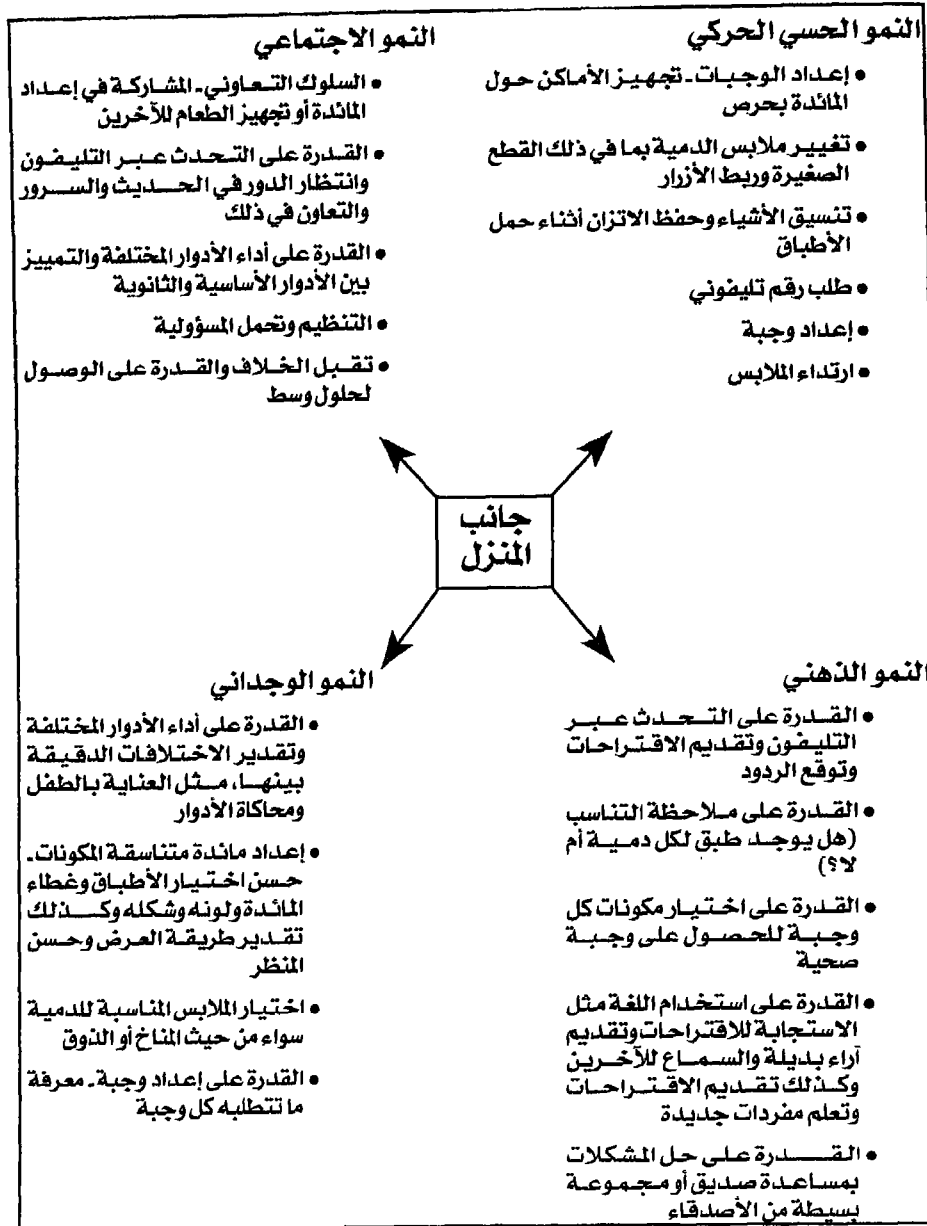 النمو الحسي الحركي
• إعداد الوجبات ـ تجهيز الأماكن حول
المائدة بحرص
• تغيير ملابس الدمية بما في ذلك القطع
الصغيرة وربط الأزرار
• تنسيق الأشياء وحفظ الاتزان أثناء حمل
الأطباق
• طلب رقم تليفوني
• إعداد وجبة
• ارتداء الملابس
النمو الاجتماعي
• السلوك التعاوني ـ المشاركة في إعداد
المائدة أو تجهيز الطعام للآخرين
• القدرة على التحدث عبر التليفون
وانتظار الدور في الحديث والسرور
والتعاون في ذلك
• القدرة على أداء الأدوار المختلفة والتمييز
بين الأدوار الأساسية والثانوية
• التنظيم وتحمل المسؤولية
• تقبل الخلاف والقدرة على الوصول
لحلول وسط
جانب
المنزل
النمو الذهني
• القدرة على التحدث عبر
التليفون وتقديم الاقتراحات
وتوقع الردود
• القدرة على ملاحظة التناسب
(هل يوجد طبق لكل دمية أم
لا؟)
• القدرة على اختيار مكونات كل
وجبة للحصول على وجبة
صحية
• القدرة على استخدام اللغة مثل
الاستجابة للاقتراحات وتقديم
آراء بديلة والسماع للآخرين
وكذلك تقديم الاقتراحات
وتعلم مفردات جديدة
• القدرة على حل المشكلات
بمساعدة صديق أو مجموعة
بسيطة من الأصدقاء
النمو الوجداني
• القدرة على أداء الأدوار المختلفة
وتقدير الاختلافات الدقيقة
بينها، مثل العناية بالطفل
ومحاكاة الأدوار
• إعداد مائدة متناسقة المكونات ـ
حسن اختيار الأطباق وغطاء
المائدة ولونه وشكله وكذلك
تقدير طريقة العرض وحسن
المنظر
• اختيار الملابس المناسبة للدمية
سواء من حيث المناخ أو الذوق
• القدرة على إعداد وجبة ـ معرفة
ما تتطلبه كل وجبة